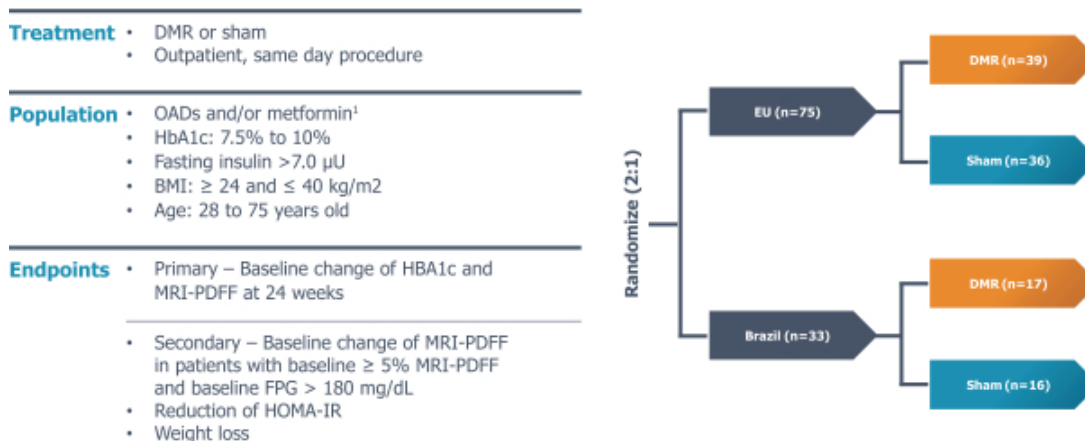 Treatment • DMR or sham
• Outpatient, same day procedure
Population • OADs and/or metformin¹
• HbA1c: 7.5% to 10%
• Fasting insulin >7.0 μU
• BMI: ≥ 24 and ≤ 40 kg/m2
• Age: 28 to 75 years old
Endpoints • Primary – Baseline change of HBA1c and
MRI-PDFF at 24 weeks
• Secondary – Baseline change of MRI-PDFF
in patients with baseline ≥ 5% MRI-PDFF
and baseline FPG > 180 mg/dL
• Reduction of HOMA-IR
• Weight loss
Randomize (2:1)
EU (n=75)
DMR (n=39)
Sham (n=36)
Brazil (n=33)
DMR (n=17)
Sham (n=16)